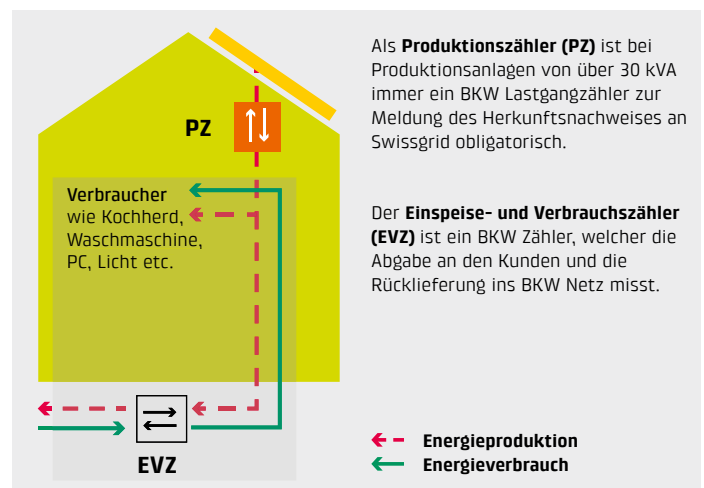 Als Produktionszähler (PZ) ist bei
Produktionsanlagen von über 30 kVA
immer ein BKW Lastgangzähler zur
Meldung des Herkunftsnachweises an
Swissgrid obligatorisch.
PZ
Verbraucher
wie Kochherd,
Waschmaschine,
PC, Licht etc.
Der Einspeise- und Verbrauchszähler
(EVZ) ist ein BKW Zähler, welcher die
Abgabe an den Kunden und die
Rücklieferung ins BKW Netz misst.
EVZ
Energieproduktion
Energieverbrauch